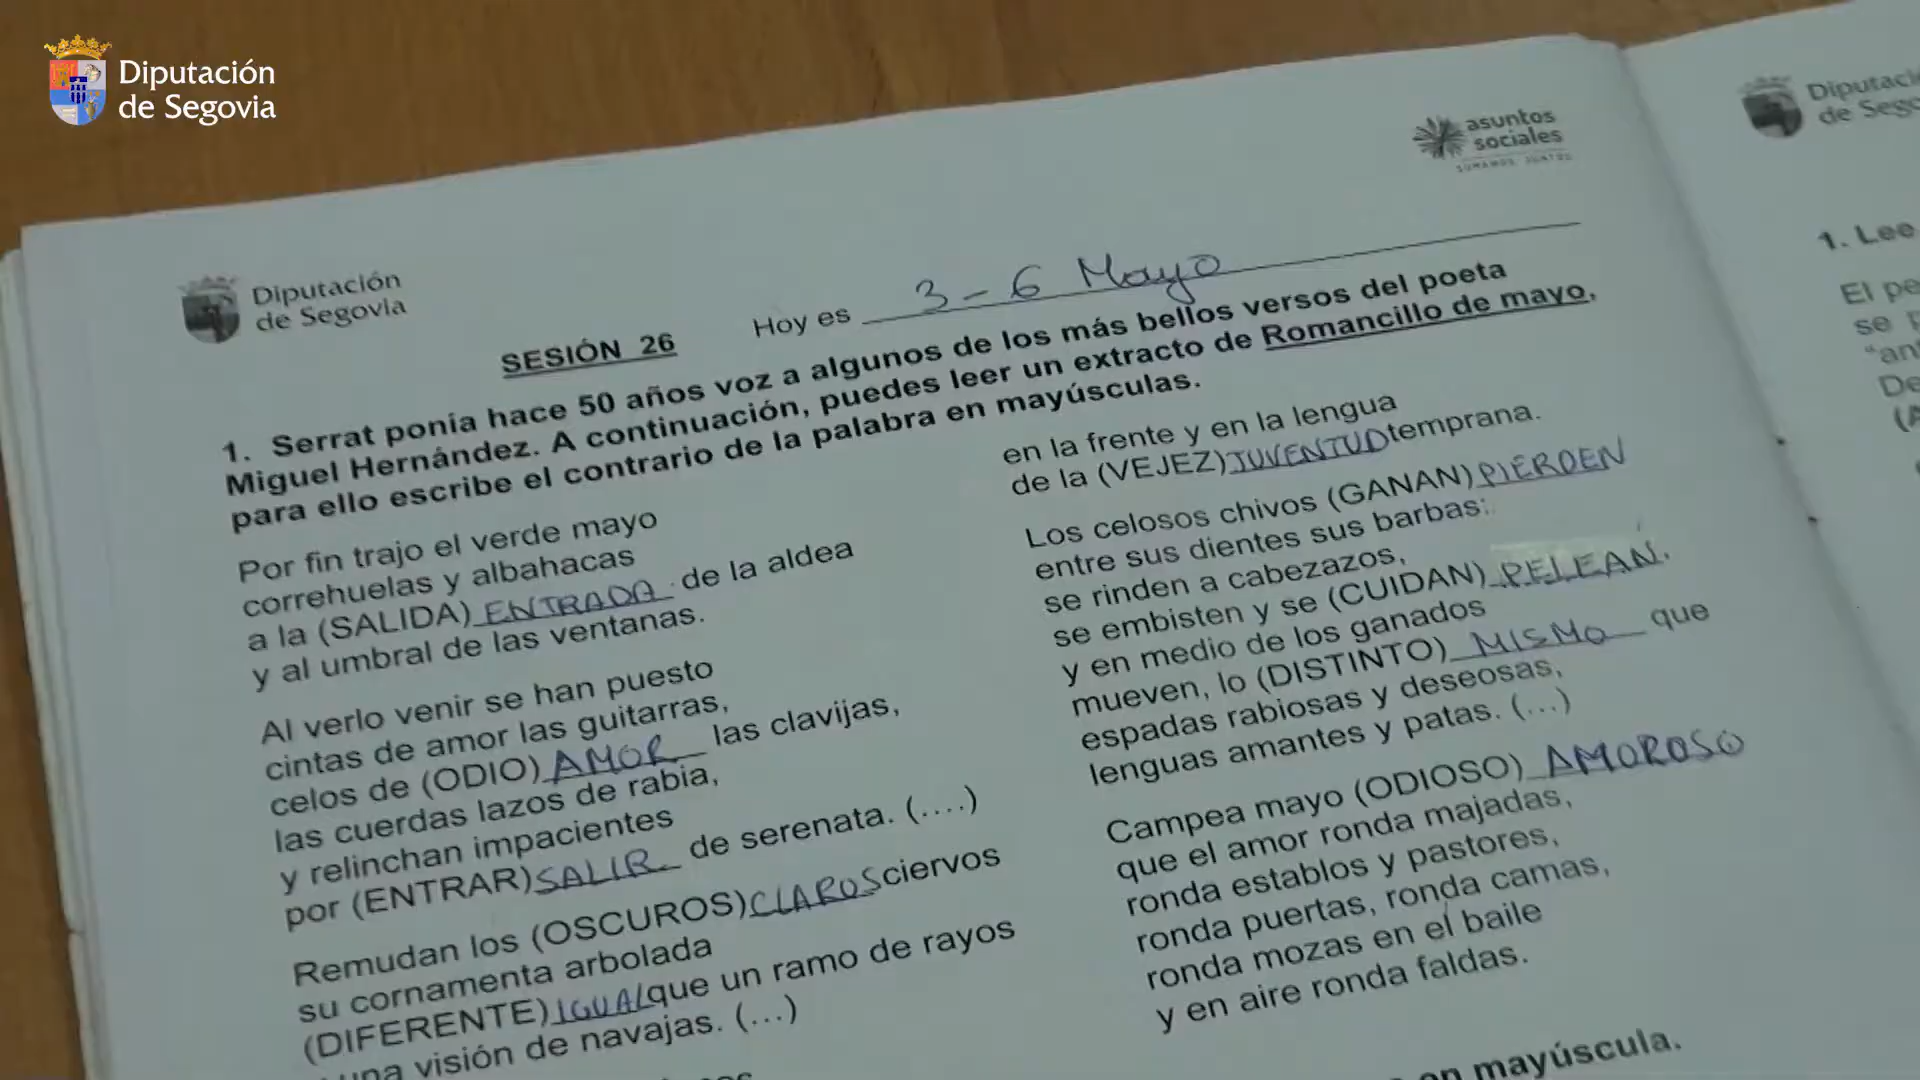 Diputación
de Segovia
asuntos
sociales
SUMAMOS JUNTOS
Diputación
de Segovia
SESIÓN 26
Hoy es 3-6 Mayo
1. Serrat ponía hace 50 años voz a algunos de los más bellos versos del poeta
Miguel Hernández. A continuación, puedes leer un extracto de Romancillo de mayo,
para ello escribe el contrario de la palabra en mayúsculas.
Por fin trajo el verde mayo
correhuelas y albahacas
a la (SALIDA) ENTRADA de la aldea
y al umbral de las ventanas.
Al verlo venir se han puesto
cintas de amor las guitarras,
celos de (ODIO) AMOR las clavijas,
las cuerdas lazos de rabia,
y relinchan impacientes
por (ENTRAR) SALIR de serenata. (....)
Remudan los (OSCUROS) CLAROS ciervos
su cornamenta arbolada
(DIFERENTE) IGUAL que un ramo de rayos
una visión de navajas. (...)
en la frente y en la lengua
de la (VEJEZ) JUVENTUD temprana.
Los celosos chivos (GANAN) PIERDEN
entre sus dientes sus barbas:
se rinden a cabezazos,
se embisten y se (CUIDAN) PELEAN.
y en medio de los ganados
mueven, lo (DISTINTO) MISMO que
espadas rabiosas y deseosas,
lenguas amantes y patas. (...)
Campea mayo (ODIOSO) AMOROSO
que el amor ronda majadas,
ronda establos y pastores,
ronda puertas, ronda camas,
ronda mozas en el baile
y en aire ronda faldas.
en mayúscula.
Diputaci
de Sego
1. Lee
El pe
se
"an
De
(A